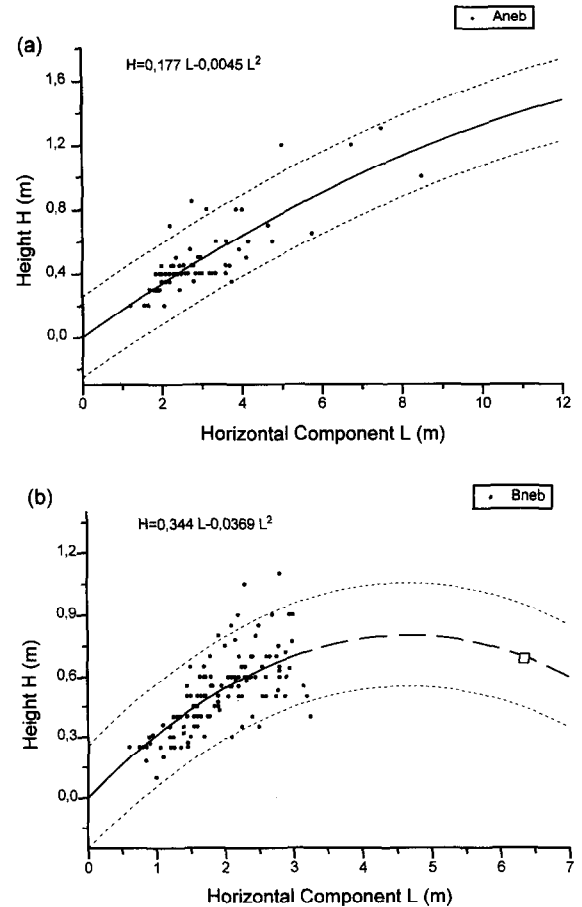 Aneb
(a)
H=0,177 L-0,0045 L²
1,6
1,2
0,8
0,4
0,0
Height H (m)
0 2 4 6 8 10 12
Horizontal Component L (m)
(b)
Bneb
H=0,344 L-0,0369 L²
1,2
0,9
0,6
0,3
0,0
Height H (m)
0 1 2 3 4 5 6 7
Horizontal Component L (m)